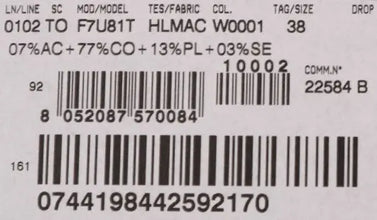 LN/LINE SC MOD/MODEL TES/FABRIC COL. TAG/SIZE DROP
0102 TO F7U81T HLMAC W0001 38
07%AC+77%CO+13%PL+03%SE
10002 COMM.N°
92 22584 B
8 052087 570084
161
0744198442592170